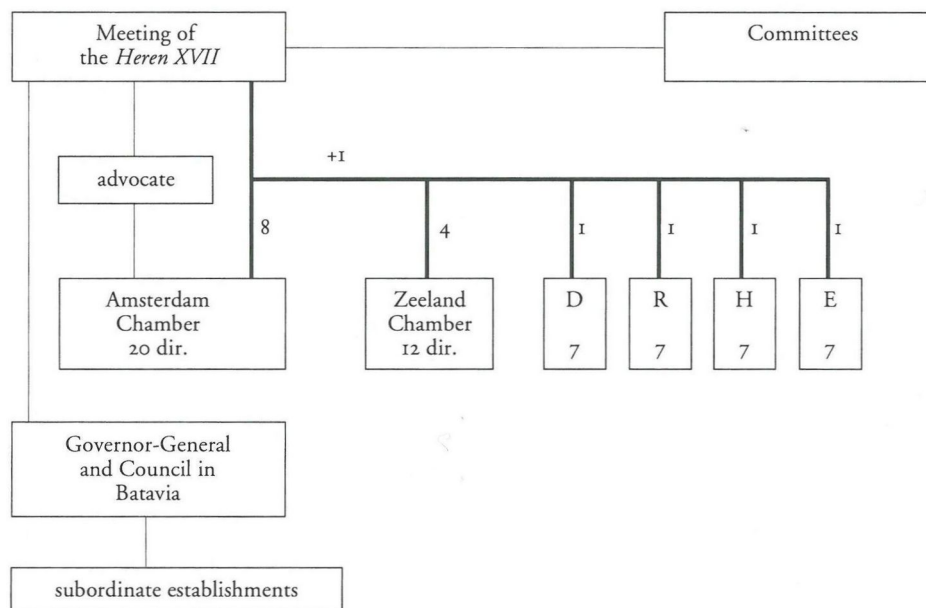 Meeting of
the Heren XVII
Committees
+1
advocate
8
4
1
1
1
1
Amsterdam
Chamber
20 dir.
Zeeland
Chamber
12 dir.
D
7
R
7
H
7
E
7
Governor-General
and Council in
Batavia
subordinate establishments